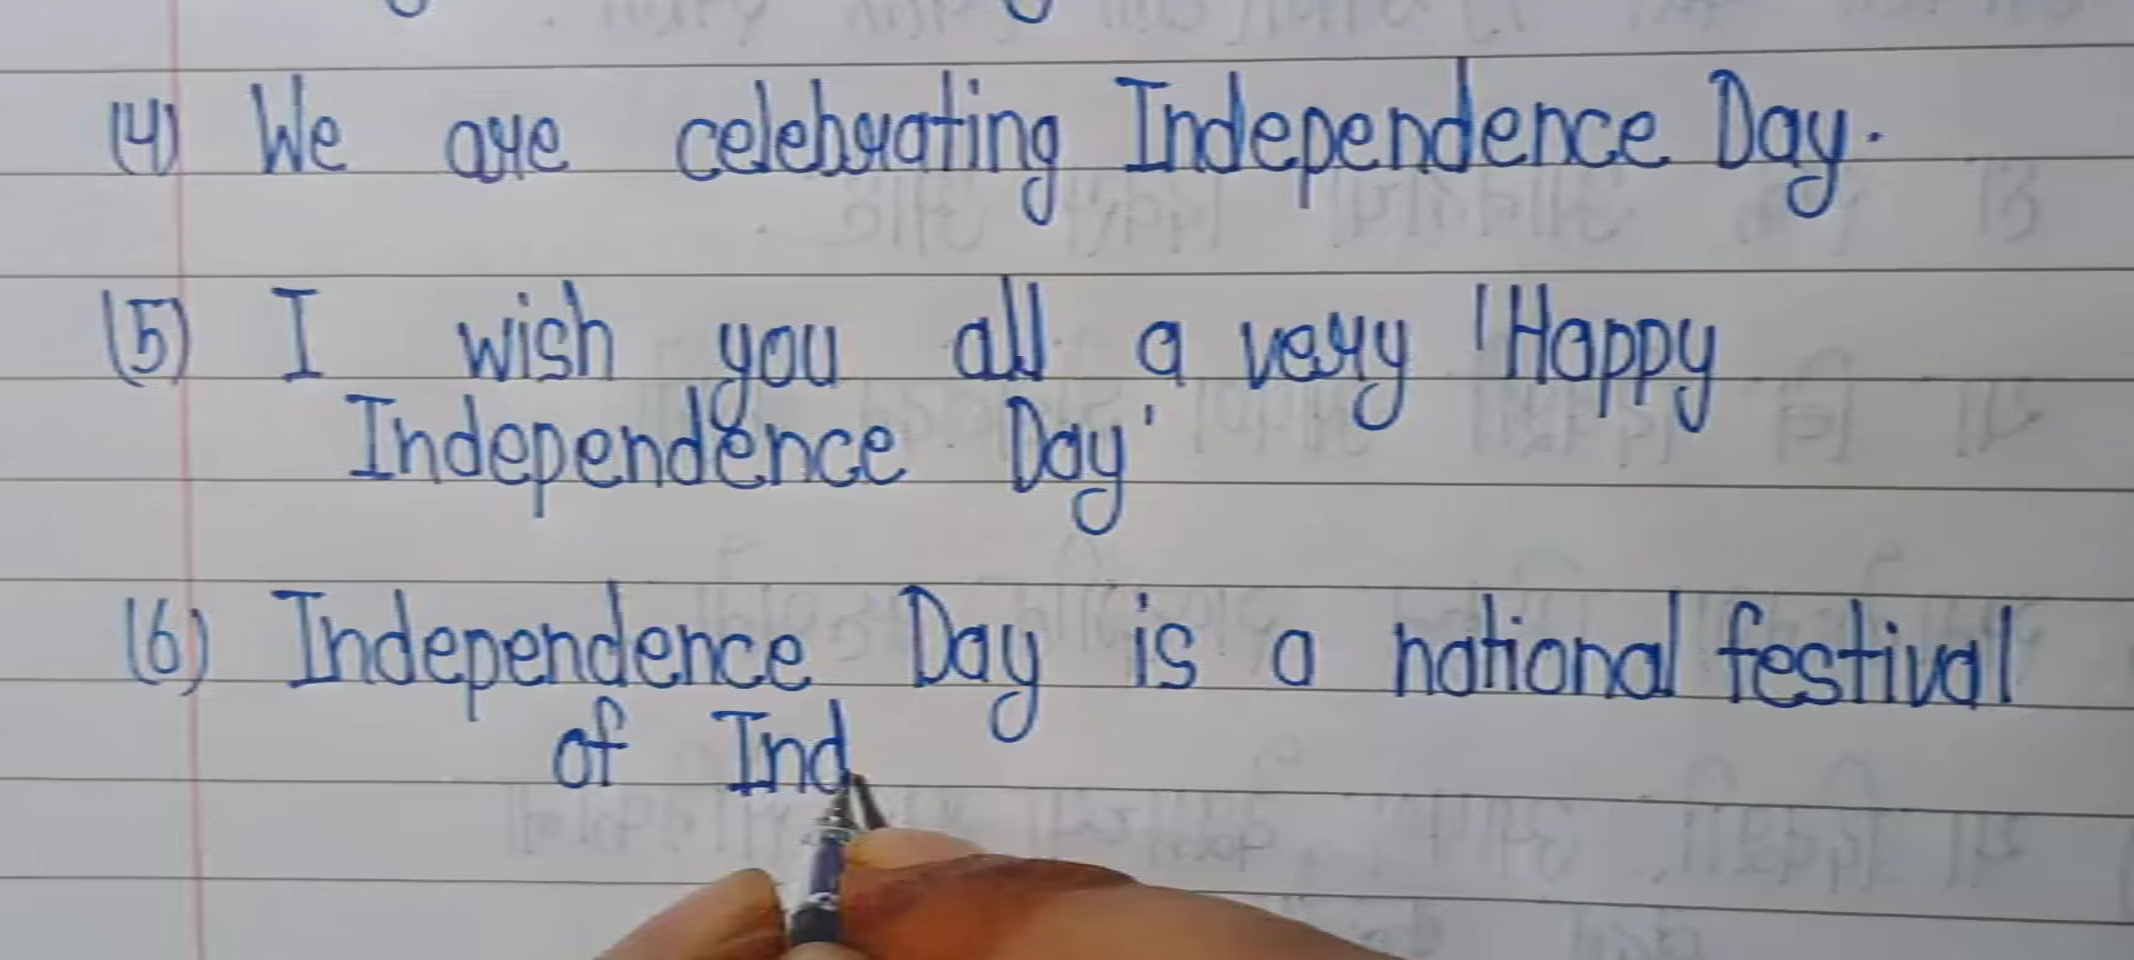 (4) We are celebrating Independence Day.
(5) I wish you all a very 'Happy
Independence Day'
(6) Independence Day is a national festival
of Ind